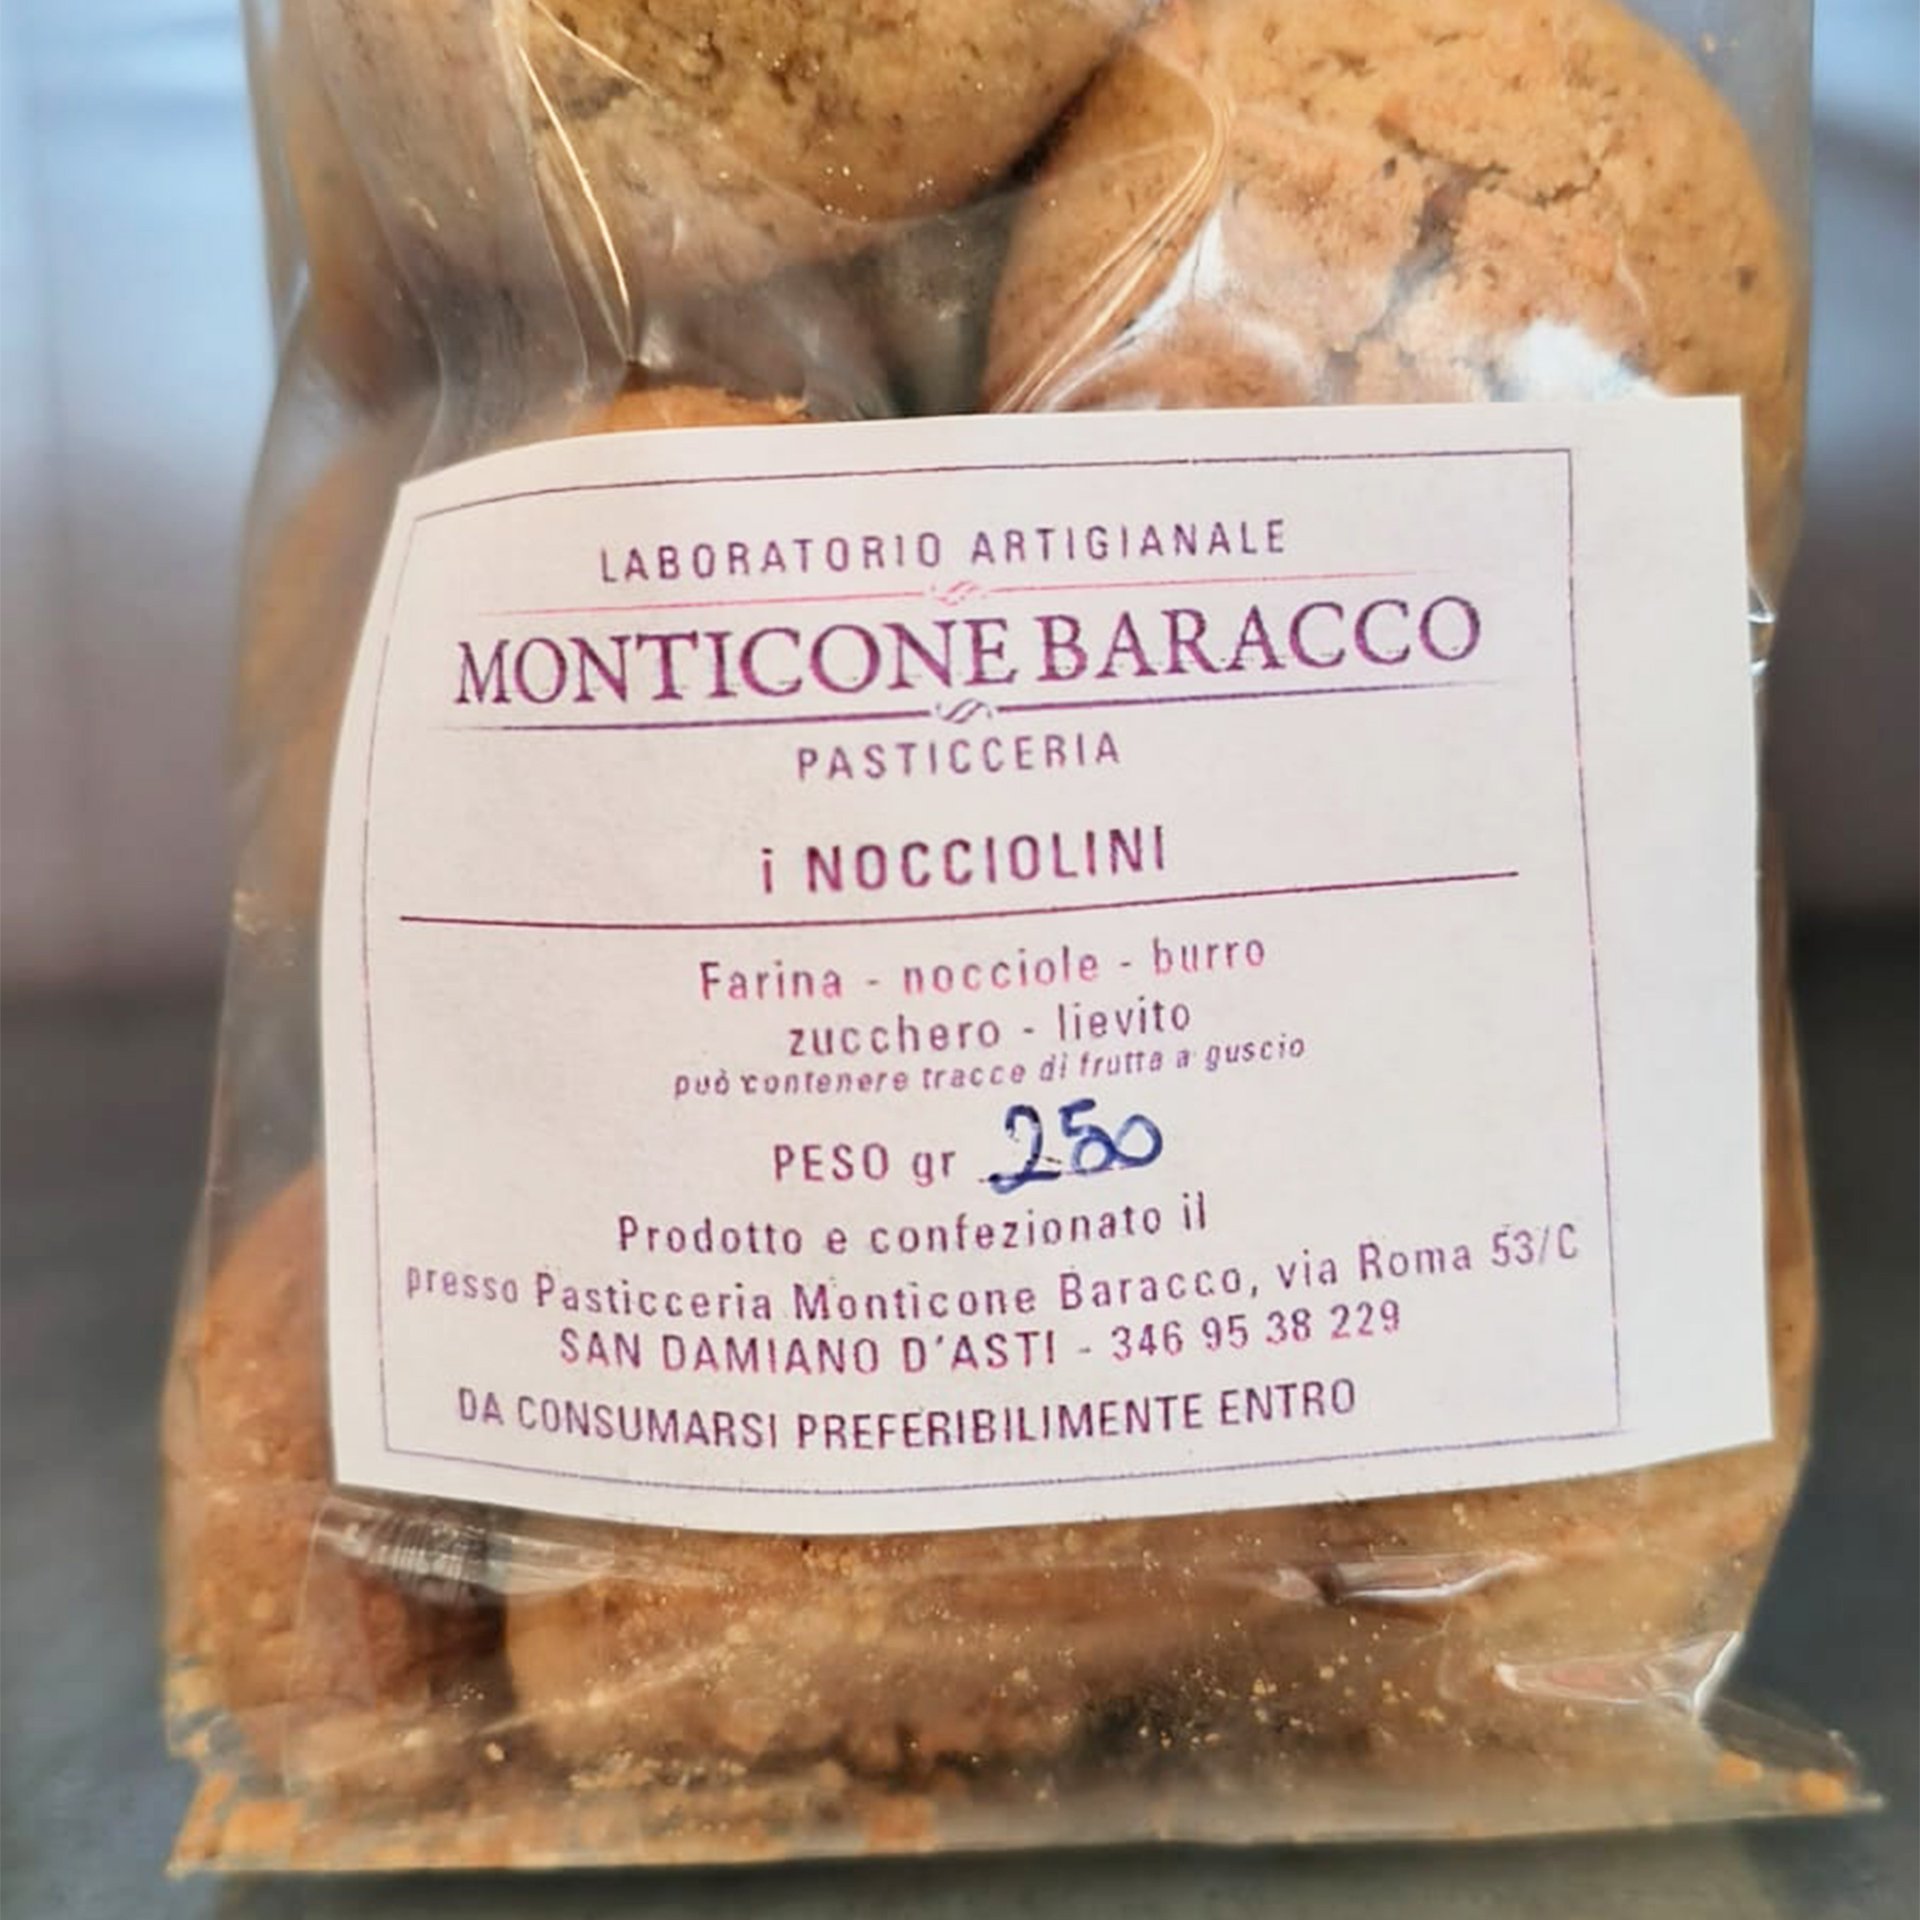 LABORATORIO ARTIGIANALE
MONTICONE BARACCO
PASTICCERIA
i NOCCIOLINI
Farina - nocciole - burro
zucchero - lievito
può contenere tracce di frutta a guscio
PESO gr 250
Prodotto e confezionato il
presso Pasticceria Monticone Baracco, via Roma 53/C
SAN DAMIANO D'ASTI - 346 95 38 229
DA CONSUMARSI PREFERIBILIMENTE ENTRO